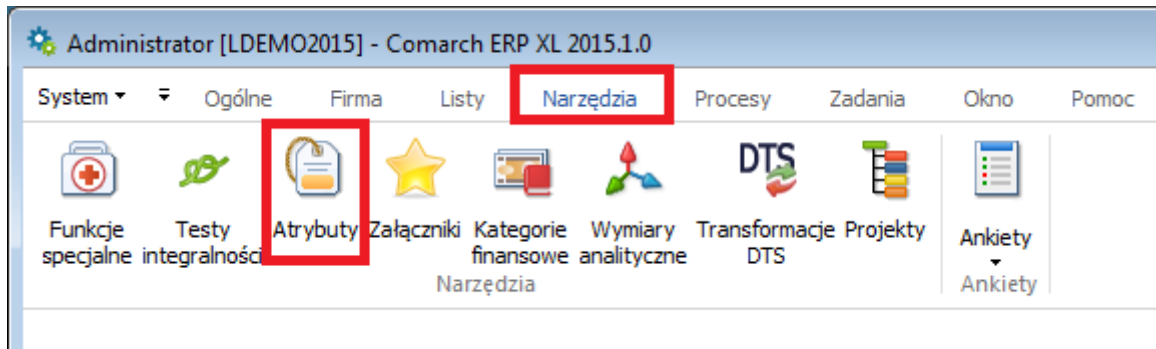 Administrator [LDEMO2015] - Comarch ERP XL 2015.1.0
System Ogólne Firma Listy Narzędzia Procesy Zadania Okno Pomoc
DTS
Funkcje Testy Atrybuty Załączniki Kategorie Wymiary Transformacje Projekty Ankiety
specjalne integralności finansowe analityczne DTS
Narzędzia Ankiety